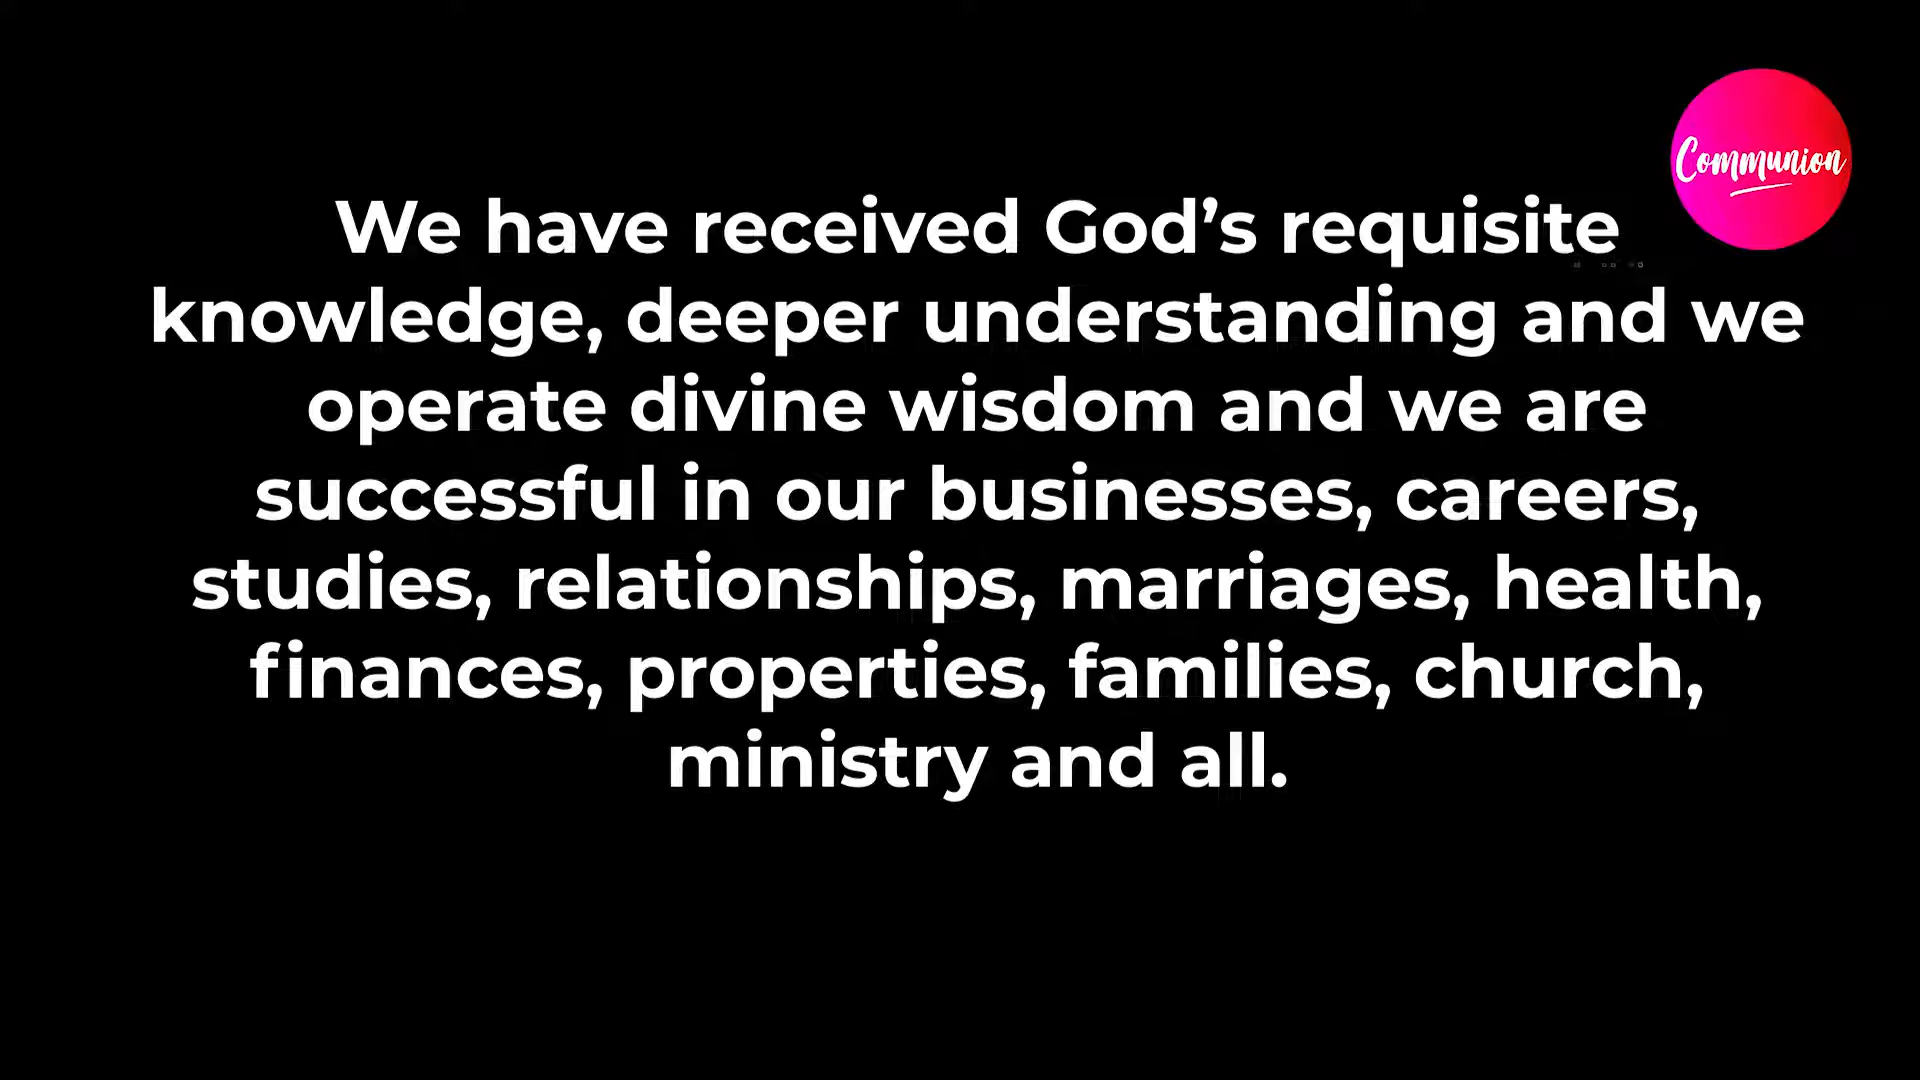 Communion
We have received God’s requisite
knowledge, deeper understanding and we
operate divine wisdom and we are
successful in our businesses, careers,
studies, relationships, marriages, health,
finances, properties, families, church,
ministry and all.